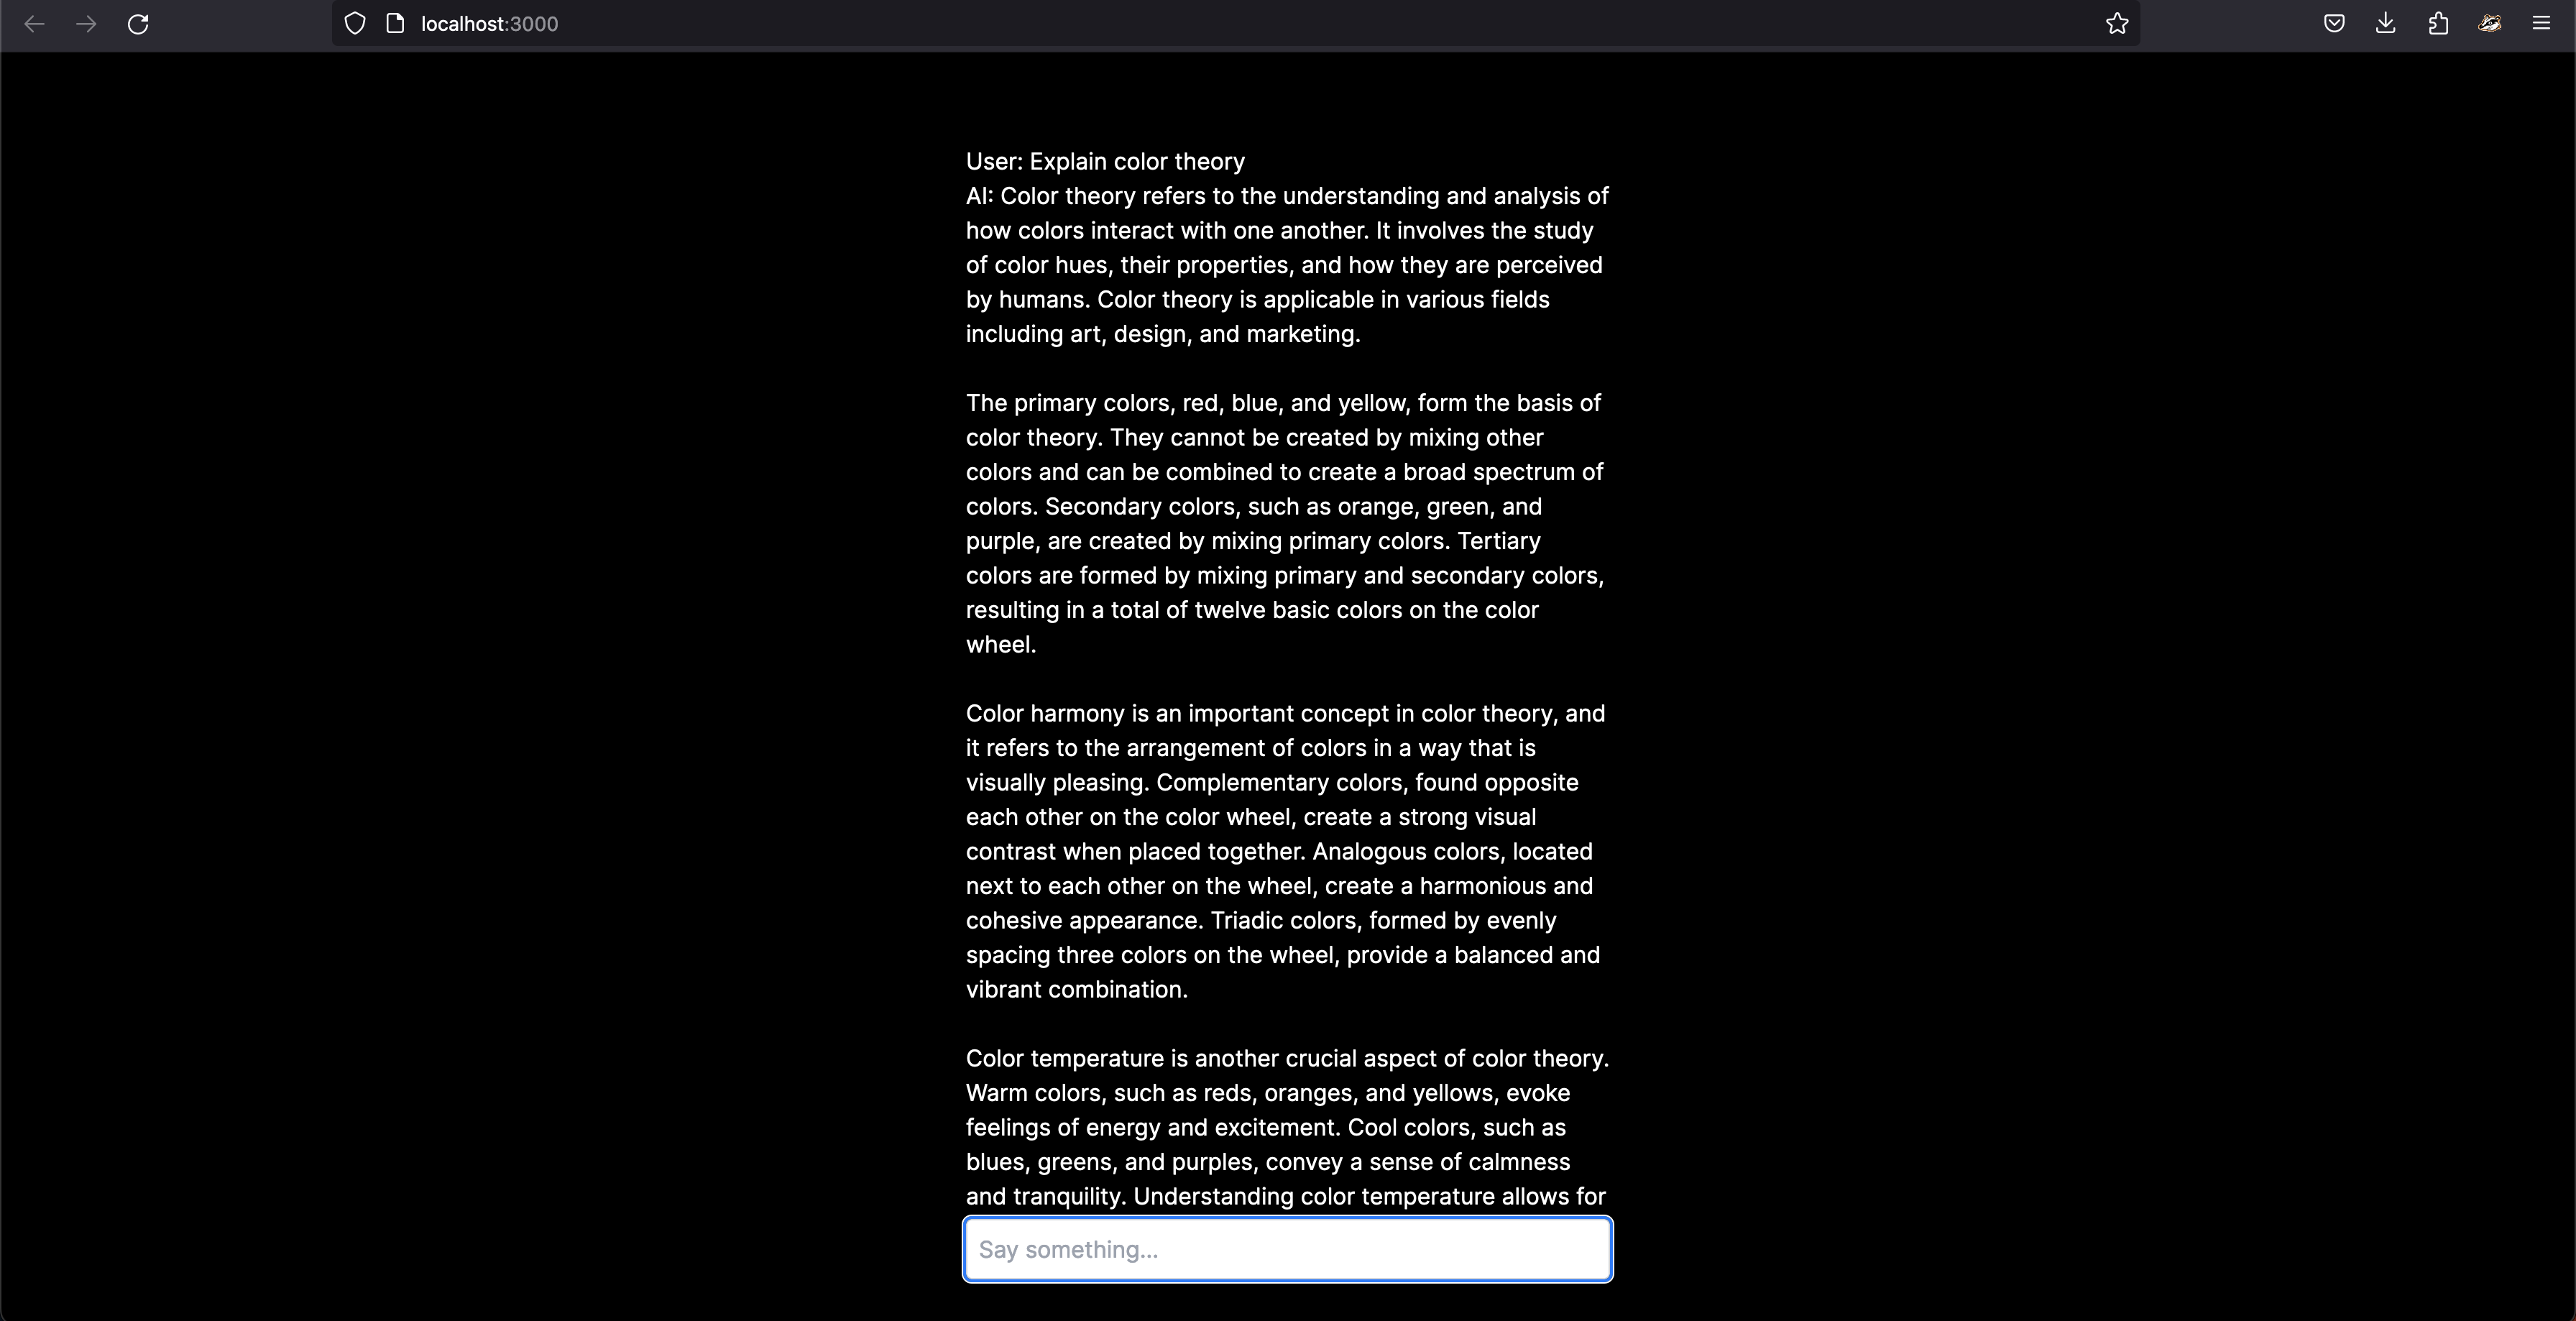 localhost:3000
User: Explain color theory
AI: Color theory refers to the understanding and analysis of
how colors interact with one another. It involves the study
of color hues, their properties, and how they are perceived
by humans. Color theory is applicable in various fields
including art, design, and marketing.
The primary colors, red, blue, and yellow, form the basis of
color theory. They cannot be created by mixing other
colors and can be combined to create a broad spectrum of
colors. Secondary colors, such as orange, green, and
purple, are created by mixing primary colors. Tertiary
colors are formed by mixing primary and secondary colors,
resulting in a total of twelve basic colors on the color
wheel.
Color harmony is an important concept in color theory, and
it refers to the arrangement of colors in a way that is
visually pleasing. Complementary colors, found opposite
each other on the color wheel, create a strong visual
contrast when placed together. Analogous colors, located
next to each other on the wheel, create a harmonious and
cohesive appearance. Triadic colors, formed by evenly
spacing three colors on the wheel, provide a balanced and
vibrant combination.
Color temperature is another crucial aspect of color theory.
Warm colors, such as reds, oranges, and yellows, evoke
feelings of energy and excitement. Cool colors, such as
blues, greens, and purples, convey a sense of calmness
and tranquility. Understanding color temperature allows for
Say something...